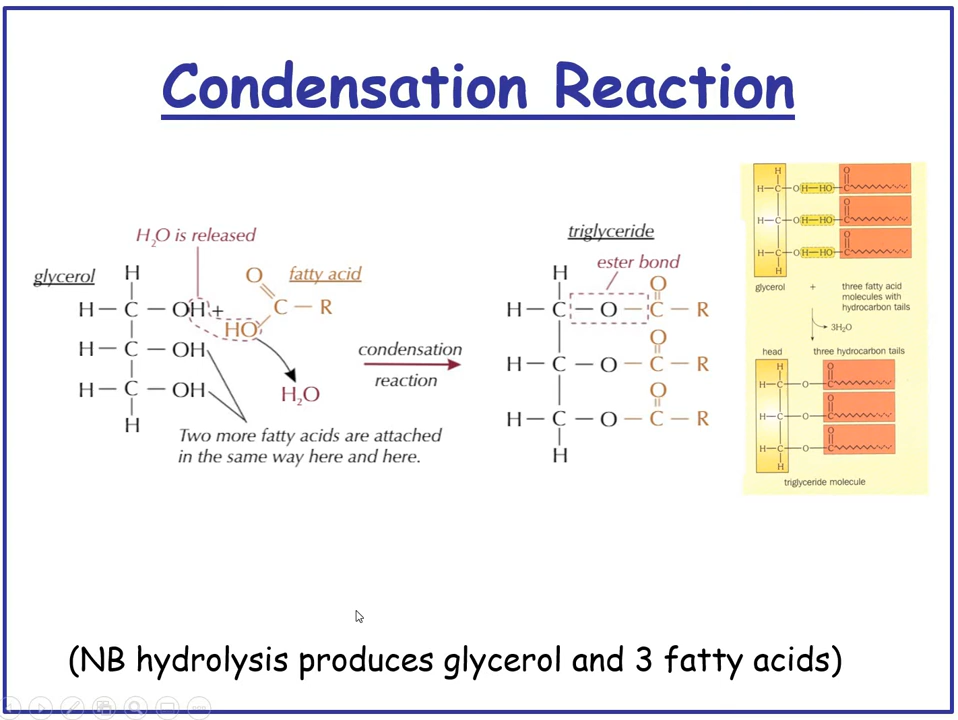 Condensation Reaction
H₂O is released
glycerol
fatty acid
H
O
H — C — OH +
C — R
HO
H — C — OH
H — C — OH
H
H₂O
Two more fatty acids are attached
in the same way here and here.
condensation
reaction
triglyceride
ester bond
H
O
H — C — O — C — R
O
H — C — O — C — R
O
H — C — O — C — R
H
H
O
H—C—OH—HO—C
O
H—C—OH—HO—C
O
H—C—OH—HO—C
H
glycerol + three fatty acid
molecules with
hydrocarbon tails
3H₂O
head three hydrocarbon tails
H
O
H—C—O—C
O
H—C—O—C
O
H—C—O—C
H
triglyceride molecule
(NB hydrolysis produces glycerol and 3 fatty acids)